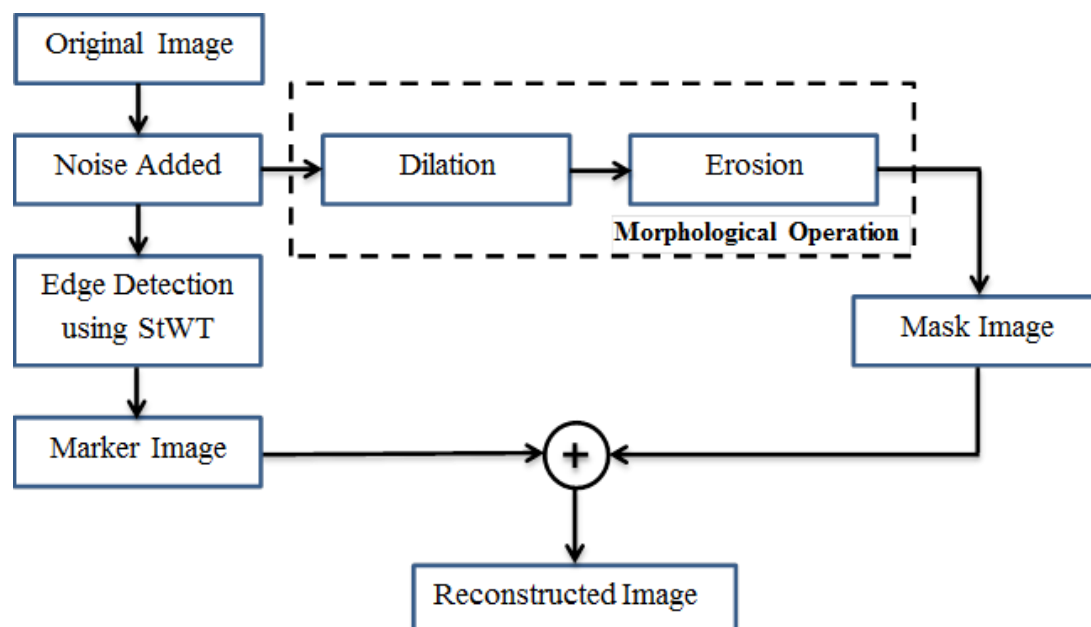 Original Image
Noise Added
Dilation
Erosion
Morphological Operation
Edge Detection
using StWT
Mask Image
Marker Image
+
Reconstructed Image